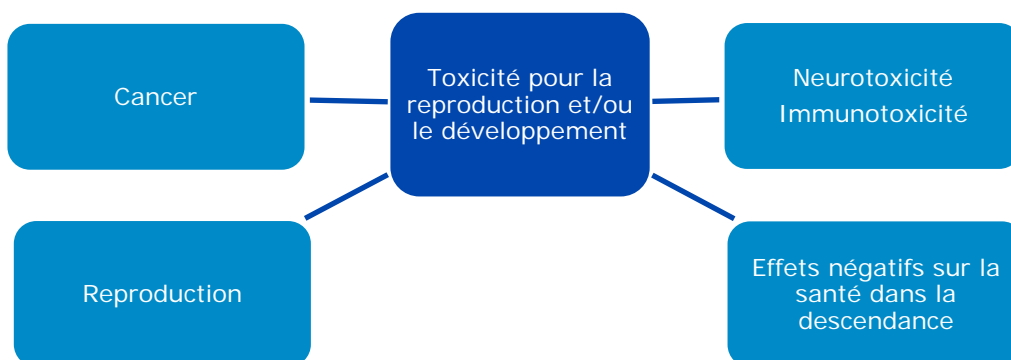 Cancer
Toxicité pour la
reproduction et/ou
le développement
Neurotoxicité
Immunotoxicité
Reproduction
Effets négatifs sur la
santé dans la
descendance